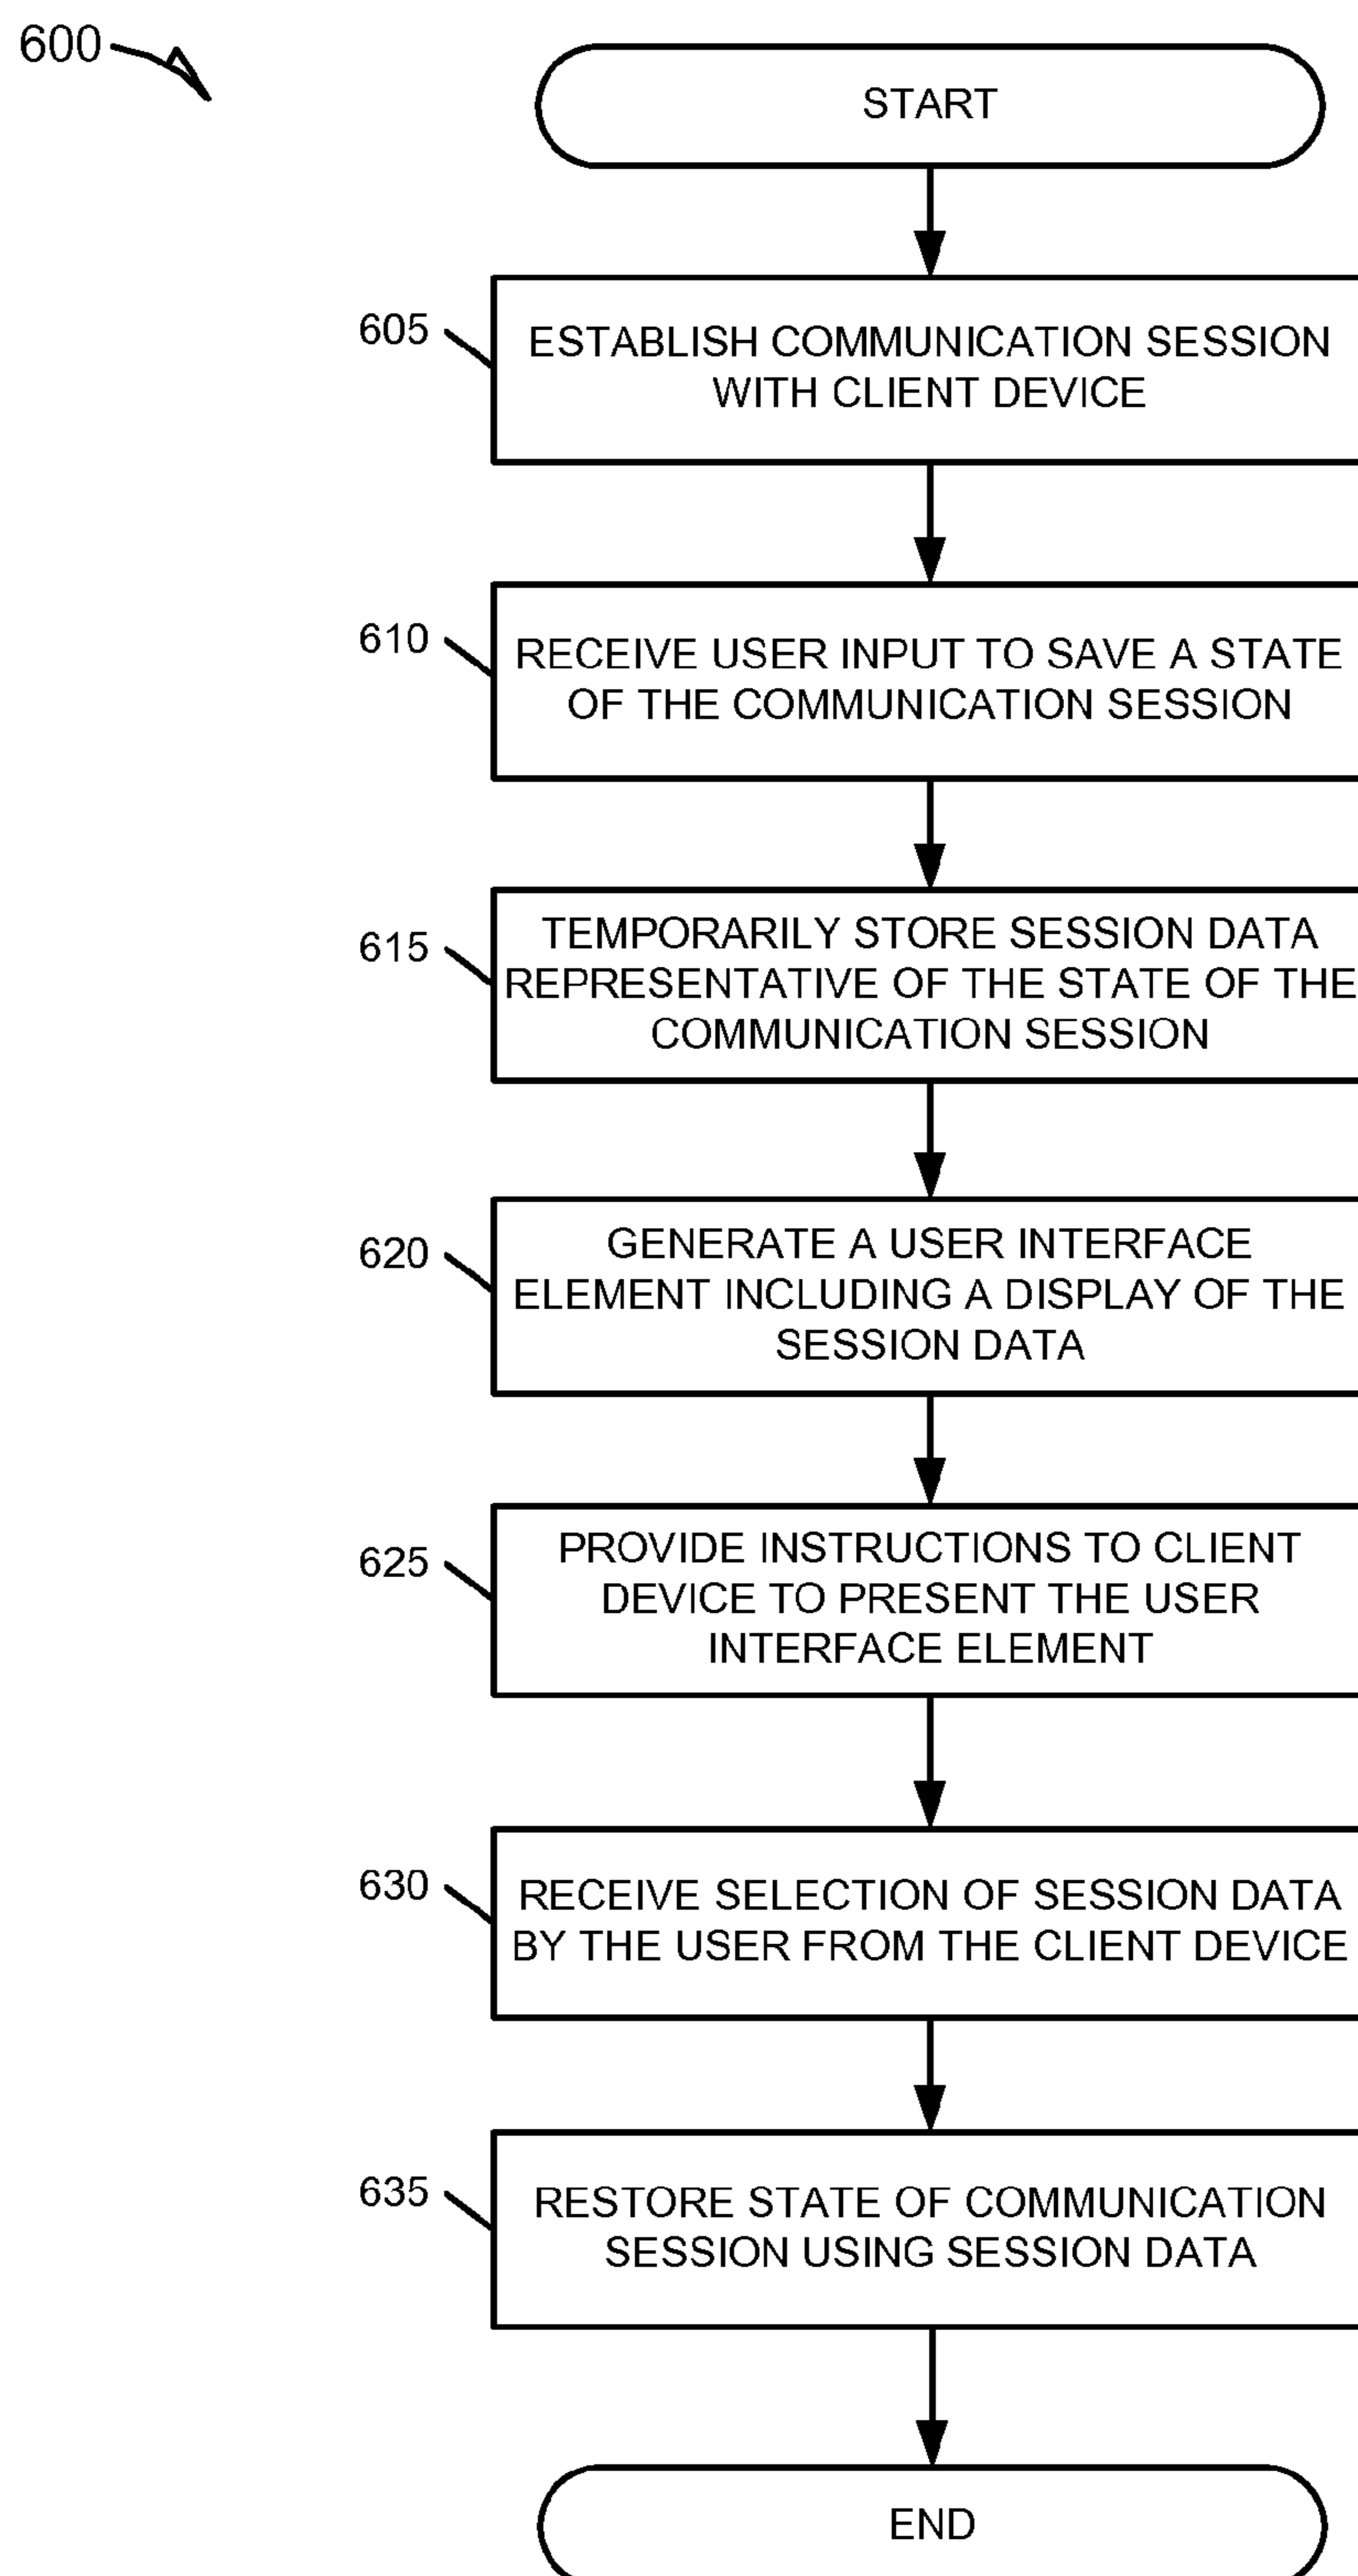 600
START
605
ESTABLISH COMMUNICATION SESSION
WITH CLIENT DEVICE
610
RECEIVE USER INPUT TO SAVE A STATE
OF THE COMMUNICATION SESSION
615
TEMPORARILY STORE SESSION DATA
REPRESENTATIVE OF THE STATE OF THE
COMMUNICATION SESSION
620
GENERATE A USER INTERFACE
ELEMENT INCLUDING A DISPLAY OF THE
SESSION DATA
625
PROVIDE INSTRUCTIONS TO CLIENT
DEVICE TO PRESENT THE USER
INTERFACE ELEMENT
630
RECEIVE SELECTION OF SESSION DATA
BY THE USER FROM THE CLIENT DEVICE
635
RESTORE STATE OF COMMUNICATION
SESSION USING SESSION DATA
END